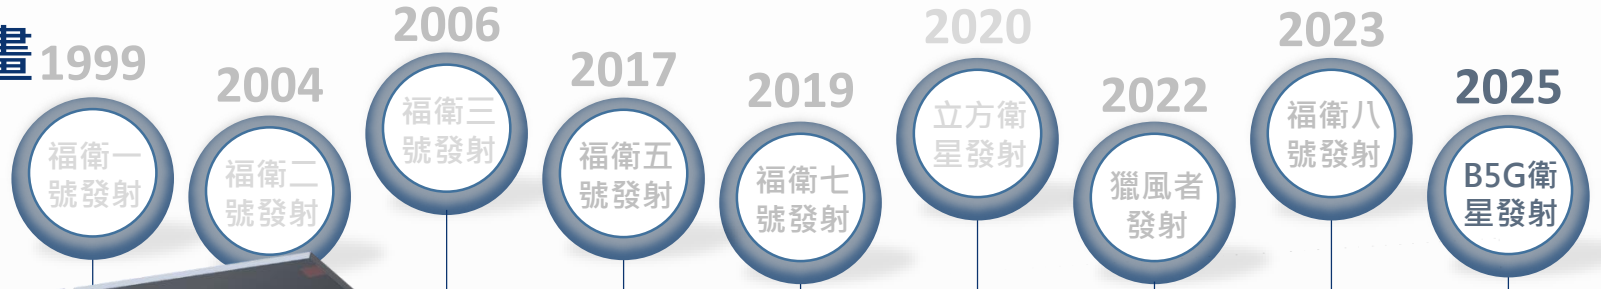 畫
1999
福衛一
號發射
2004
福衛二
號發射
2006
福衛三
號發射
2017
福衛五
號發射
2019
福衛七
號發射
2020
立方衛
星發射
2022
獵風者
發射
2023
福衛八
號發射
2025
B5G衛
星發射